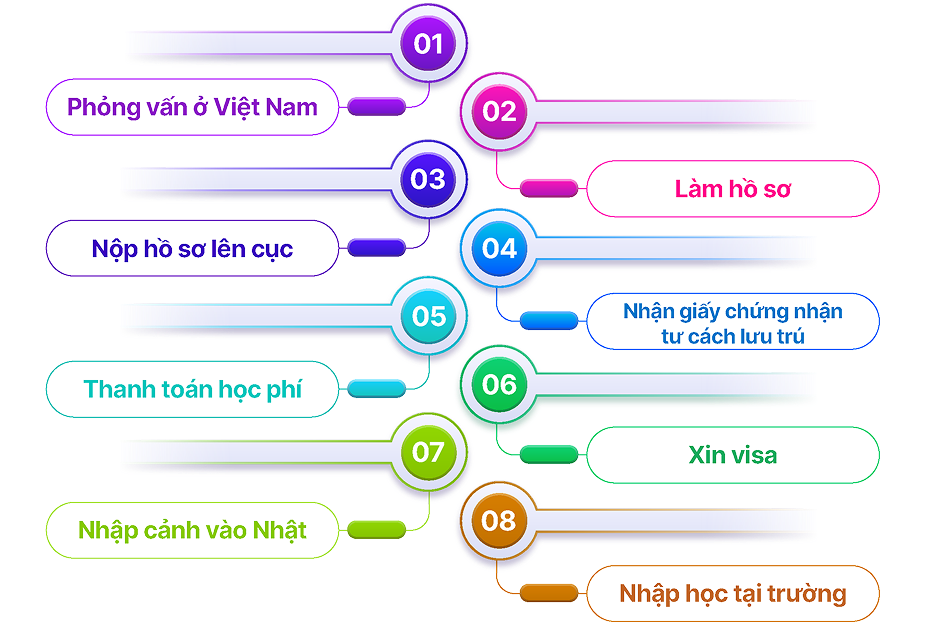 01
Phỏng vấn ở Việt Nam
02
Làm hồ sơ
03
Nộp hồ sơ lên cục
04
Nhận giấy chứng nhận
tư cách lưu trú
05
Thanh toán học phí
06
Xin visa
07
Nhập cảnh vào Nhật
08
Nhập học tại trường